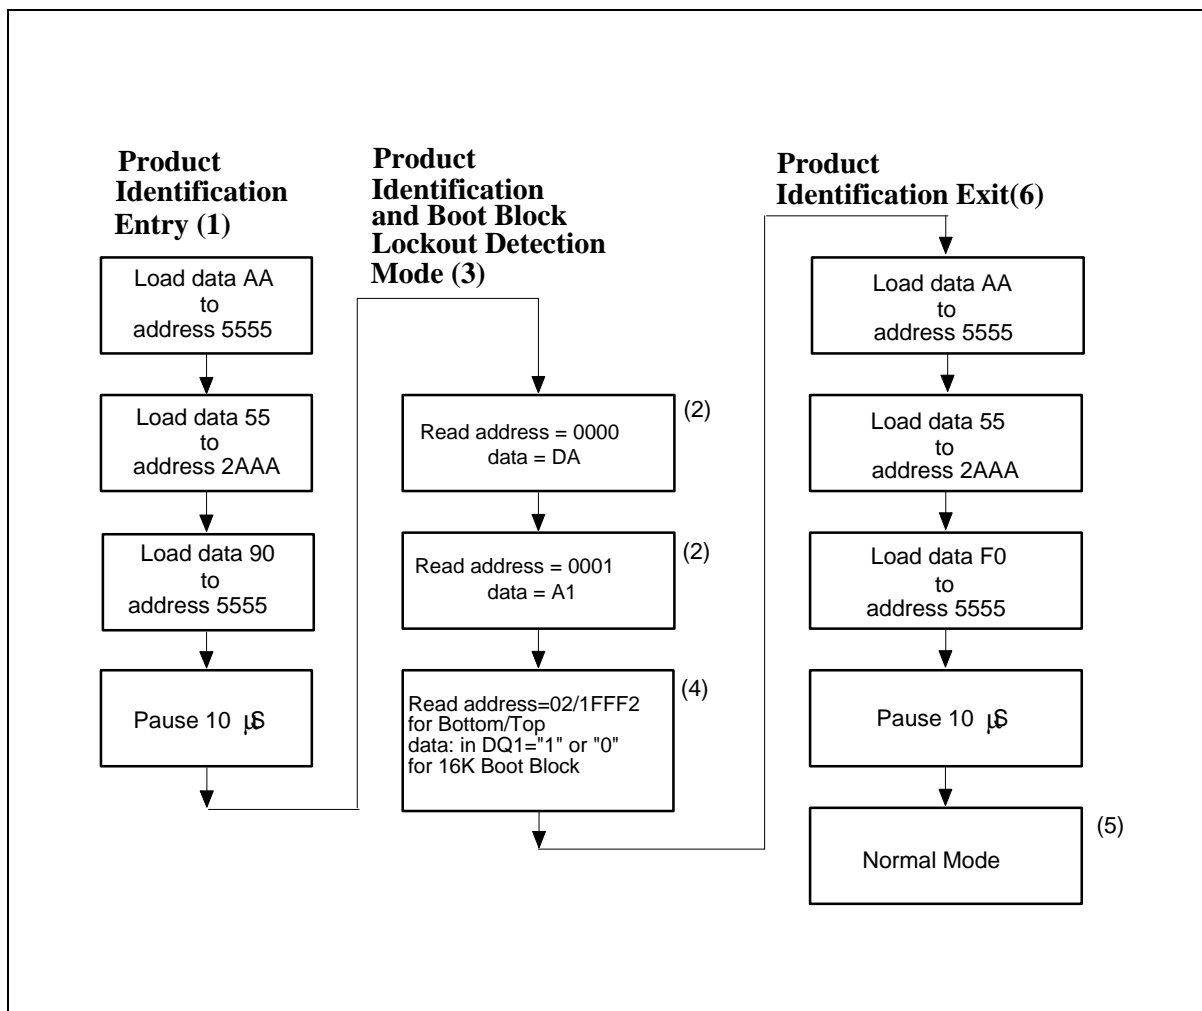 Product
Identification
Entry (1)
Load data AA
to
address 5555
Load data 55
to
address 2AAA
Load data 90
to
address 5555
Pause 10 µS
Product
Identification
and Boot Block
Lockout Detection
Mode (3)
Read address = 0000
data = DA
(2)
Read address = 0001
data = A1
(2)
Read address=02/1FFF2
for Bottom/Top
data: in DQ1="1" or "0"
for 16K Boot Block
(4)
Product
Identification Exit(6)
Load data AA
to
address 5555
Load data 55
to
address 2AAA
Load data F0
to
address 5555
Pause 10 µS
Normal Mode
(5)